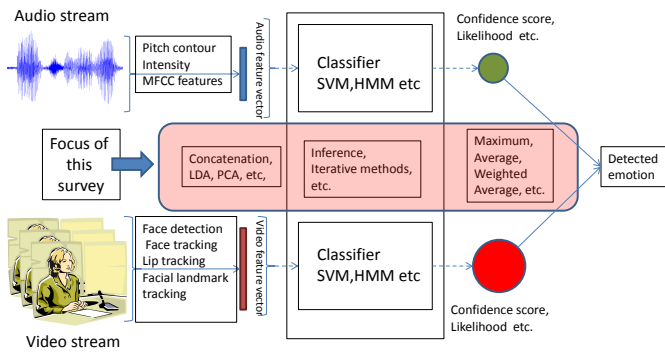 Audio stream
Pitch contour
Intensity
MFCC features
Audio feature vector
Classifier
SVM,HMM etc
Confidence score,
Likelihood etc.
Focus of
this
survey
Concatenation,
LDA, PCA, etc,
Inference,
Iterative methods,
etc.
Maximum,
Average,
Weighted
Average, etc.
Detected
emotion
Face detection
Face tracking
Lip tracking
Facial landmark
tracking
Video feature vector
Classifier
SVM,HMM etc
Confidence score,
Likelihood etc.
Video stream